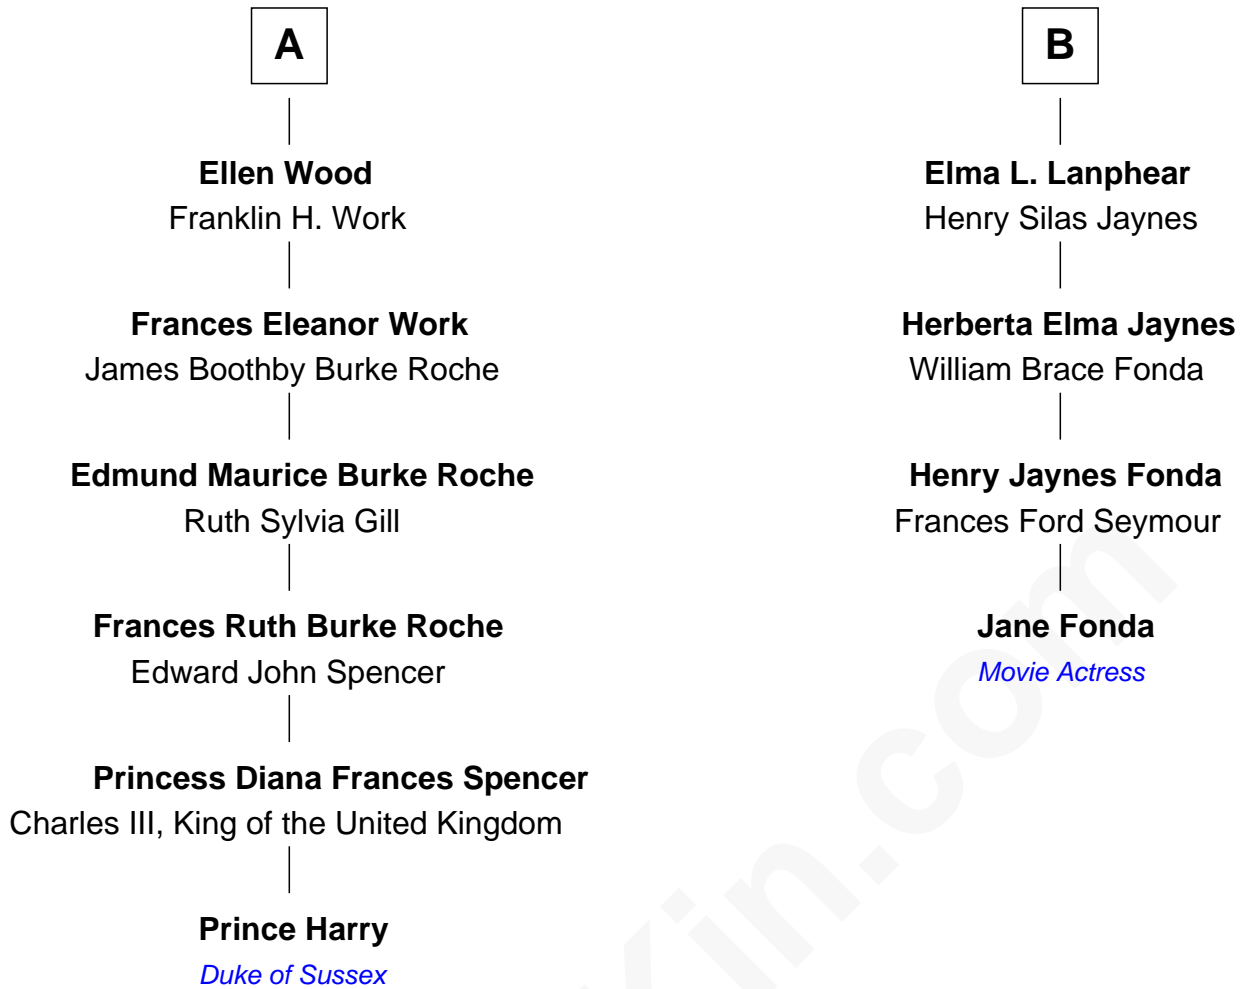 A
Ellen Wood
Franklin H. Work
Frances Eleanor Work
James Boothby Burke Roche
Edmund Maurice Burke Roche
Ruth Sylvia Gill
Frances Ruth Burke Roche
Edward John Spencer
Princess Diana Frances Spencer
Charles III, King of the United Kingdom
Prince Harry
Duke of Sussex
B
Elma L. Lanphear
Henry Silas Jaynes
Herberta Elma Jaynes
William Brace Fonda
Henry Jaynes Fonda
Frances Ford Seymour
Jane Fonda
Movie Actress
Kin.com